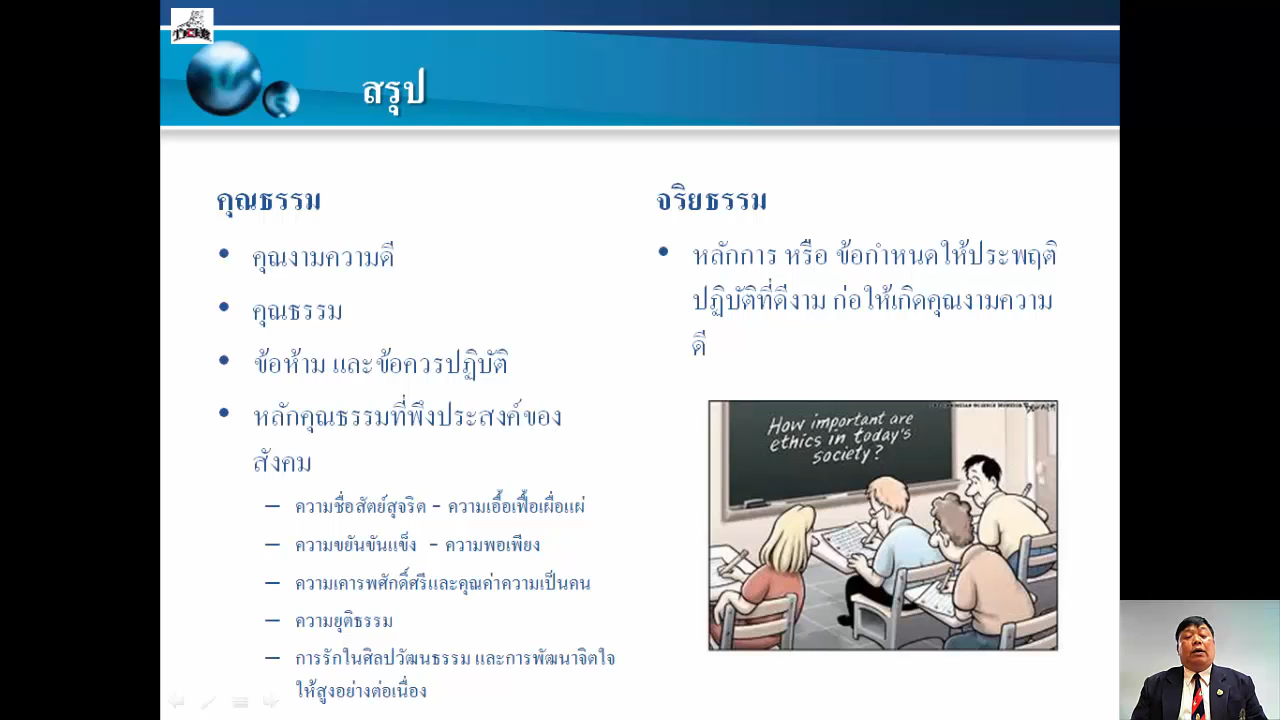 สรุป
คุณธรรม
• คุณงามความดี
• คุณธรรม
• ข้อห้าม และข้อควรปฏิบัติ
• หลักคุณธรรมที่พึงประสงค์ของ
สังคม
– ความซื่อสัตย์สุจริต – ความเอื้อเฟื้อเผื่อแผ่
– ความขยันขันแข็ง – ความพอเพียง
– ความเคารพศักดิ์ศรีและคุณค่าความเป็นคน
– ความยุติธรรม
– การรักในศิลปวัฒนธรรม และการพัฒนาจิตใจ
ให้สูงอย่างต่อเนื่อง
จริยธรรม
• หลักการ หรือ ข้อกำหนดให้ประพฤติ
ปฏิบัติที่ดีงาม ก่อให้เกิดคุณงามความ
ดี
How important are
ethics in today's
society?